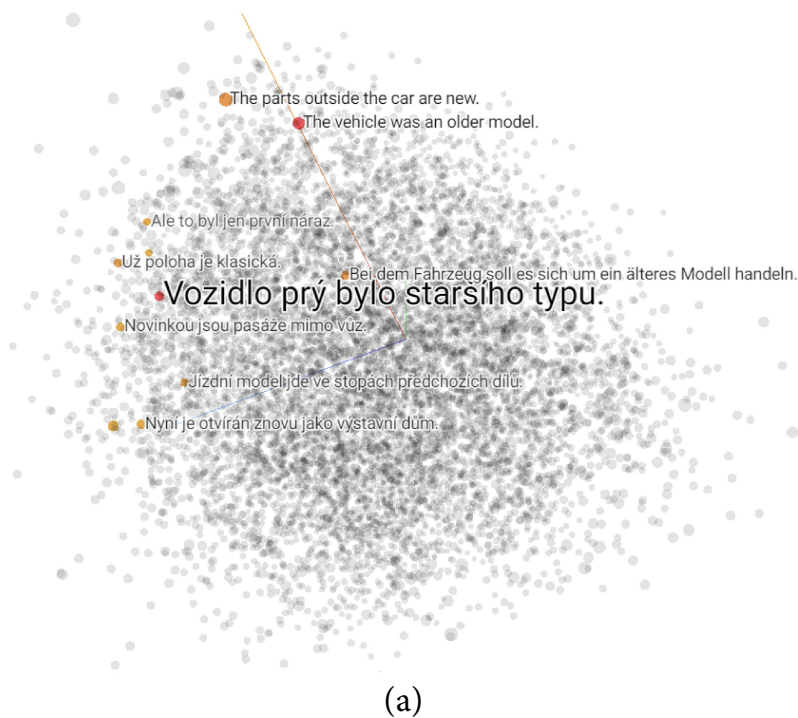 The parts outside the car are new.
The vehicle was an older model.
Ale to byl jen první náraz.
Už poloha je klasická.
Bei dem Fahrzeug soll es sich um ein älteres Modell handeln.
Vozidlo prý bylo staršího typu.
Novinkou jsou pasáže mimo vůz.
Jízdní model jde ve stopách předchozích dílů.
Nyní je otvírán znovu jako výstavní dům.
(a)